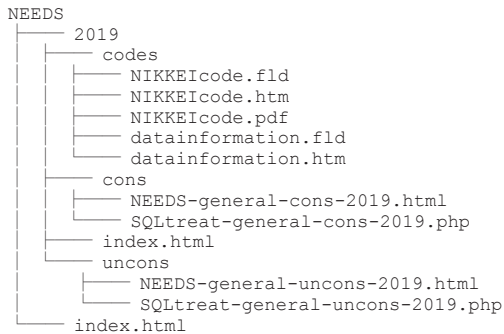 NEEDS
├── 2019
│   ├── codes
│   │   ├── NIKKEIcode.fld
│   │   ├── NIKKEIcode.htm
│   │   ├── NIKKEIcode.pdf
│   │   ├── datainformation.fld
│   │   └── datainformation.htm
│   ├── cons
│   │   ├── NEEDS-general-cons-2019.html
│   │   └── SQLtreat-general-cons-2019.php
│   ├── index.html
│   └── uncons
│       ├── NEEDS-general-uncons-2019.html
│       └── SQLtreat-general-uncons-2019.php
└── index.html